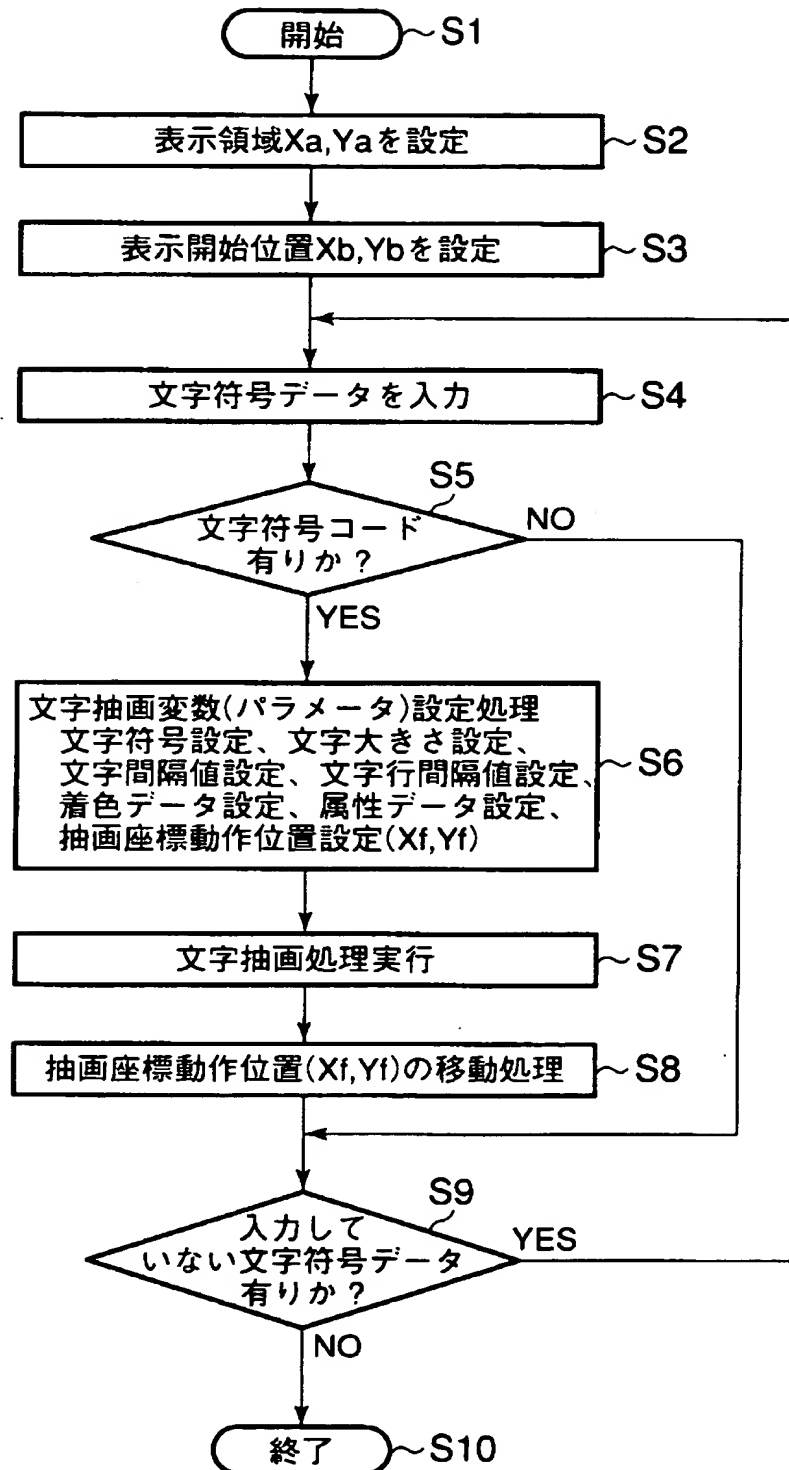 開始 S1
表示領域Xa,Yaを設定 S2
表示開始位置Xb,Ybを設定 S3
文字符号データを入力 S4
S5
文字符号コード NO
有りか？
YES
文字抽画変数(パラメータ)設定処理
文字符号設定、文字大きさ設定、
文字間隔値設定、文字行間隔値設定、 S6
着色データ設定、属性データ設定、
抽画座標動作位置設定(Xf,Yf)
文字抽画処理実行 S7
抽画座標動作位置(Xf,Yf)の移動処理 S8
S9
入力して YES
いない文字符号データ
有りか？
NO
終了 S10